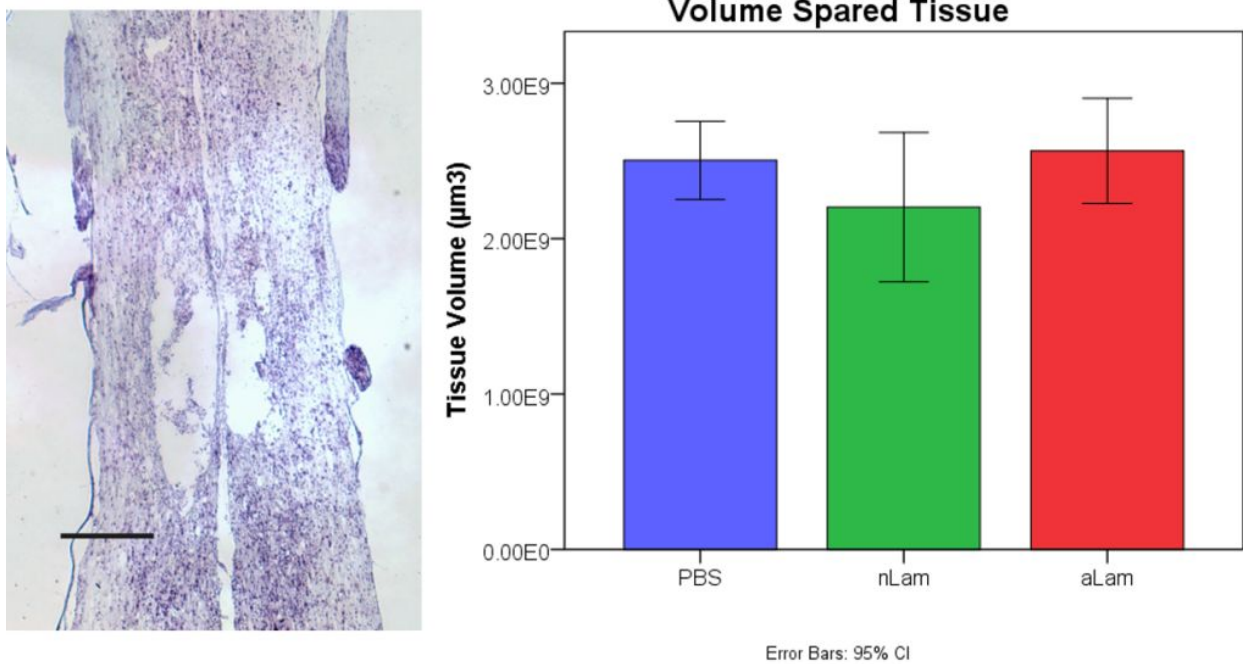 Volume Spared Tissue
Tissue Volume (µm3)
3.00E9
2.00E9
1.00E9
0.00E0
PBS
nLam
aLam
Error Bars: 95% CI